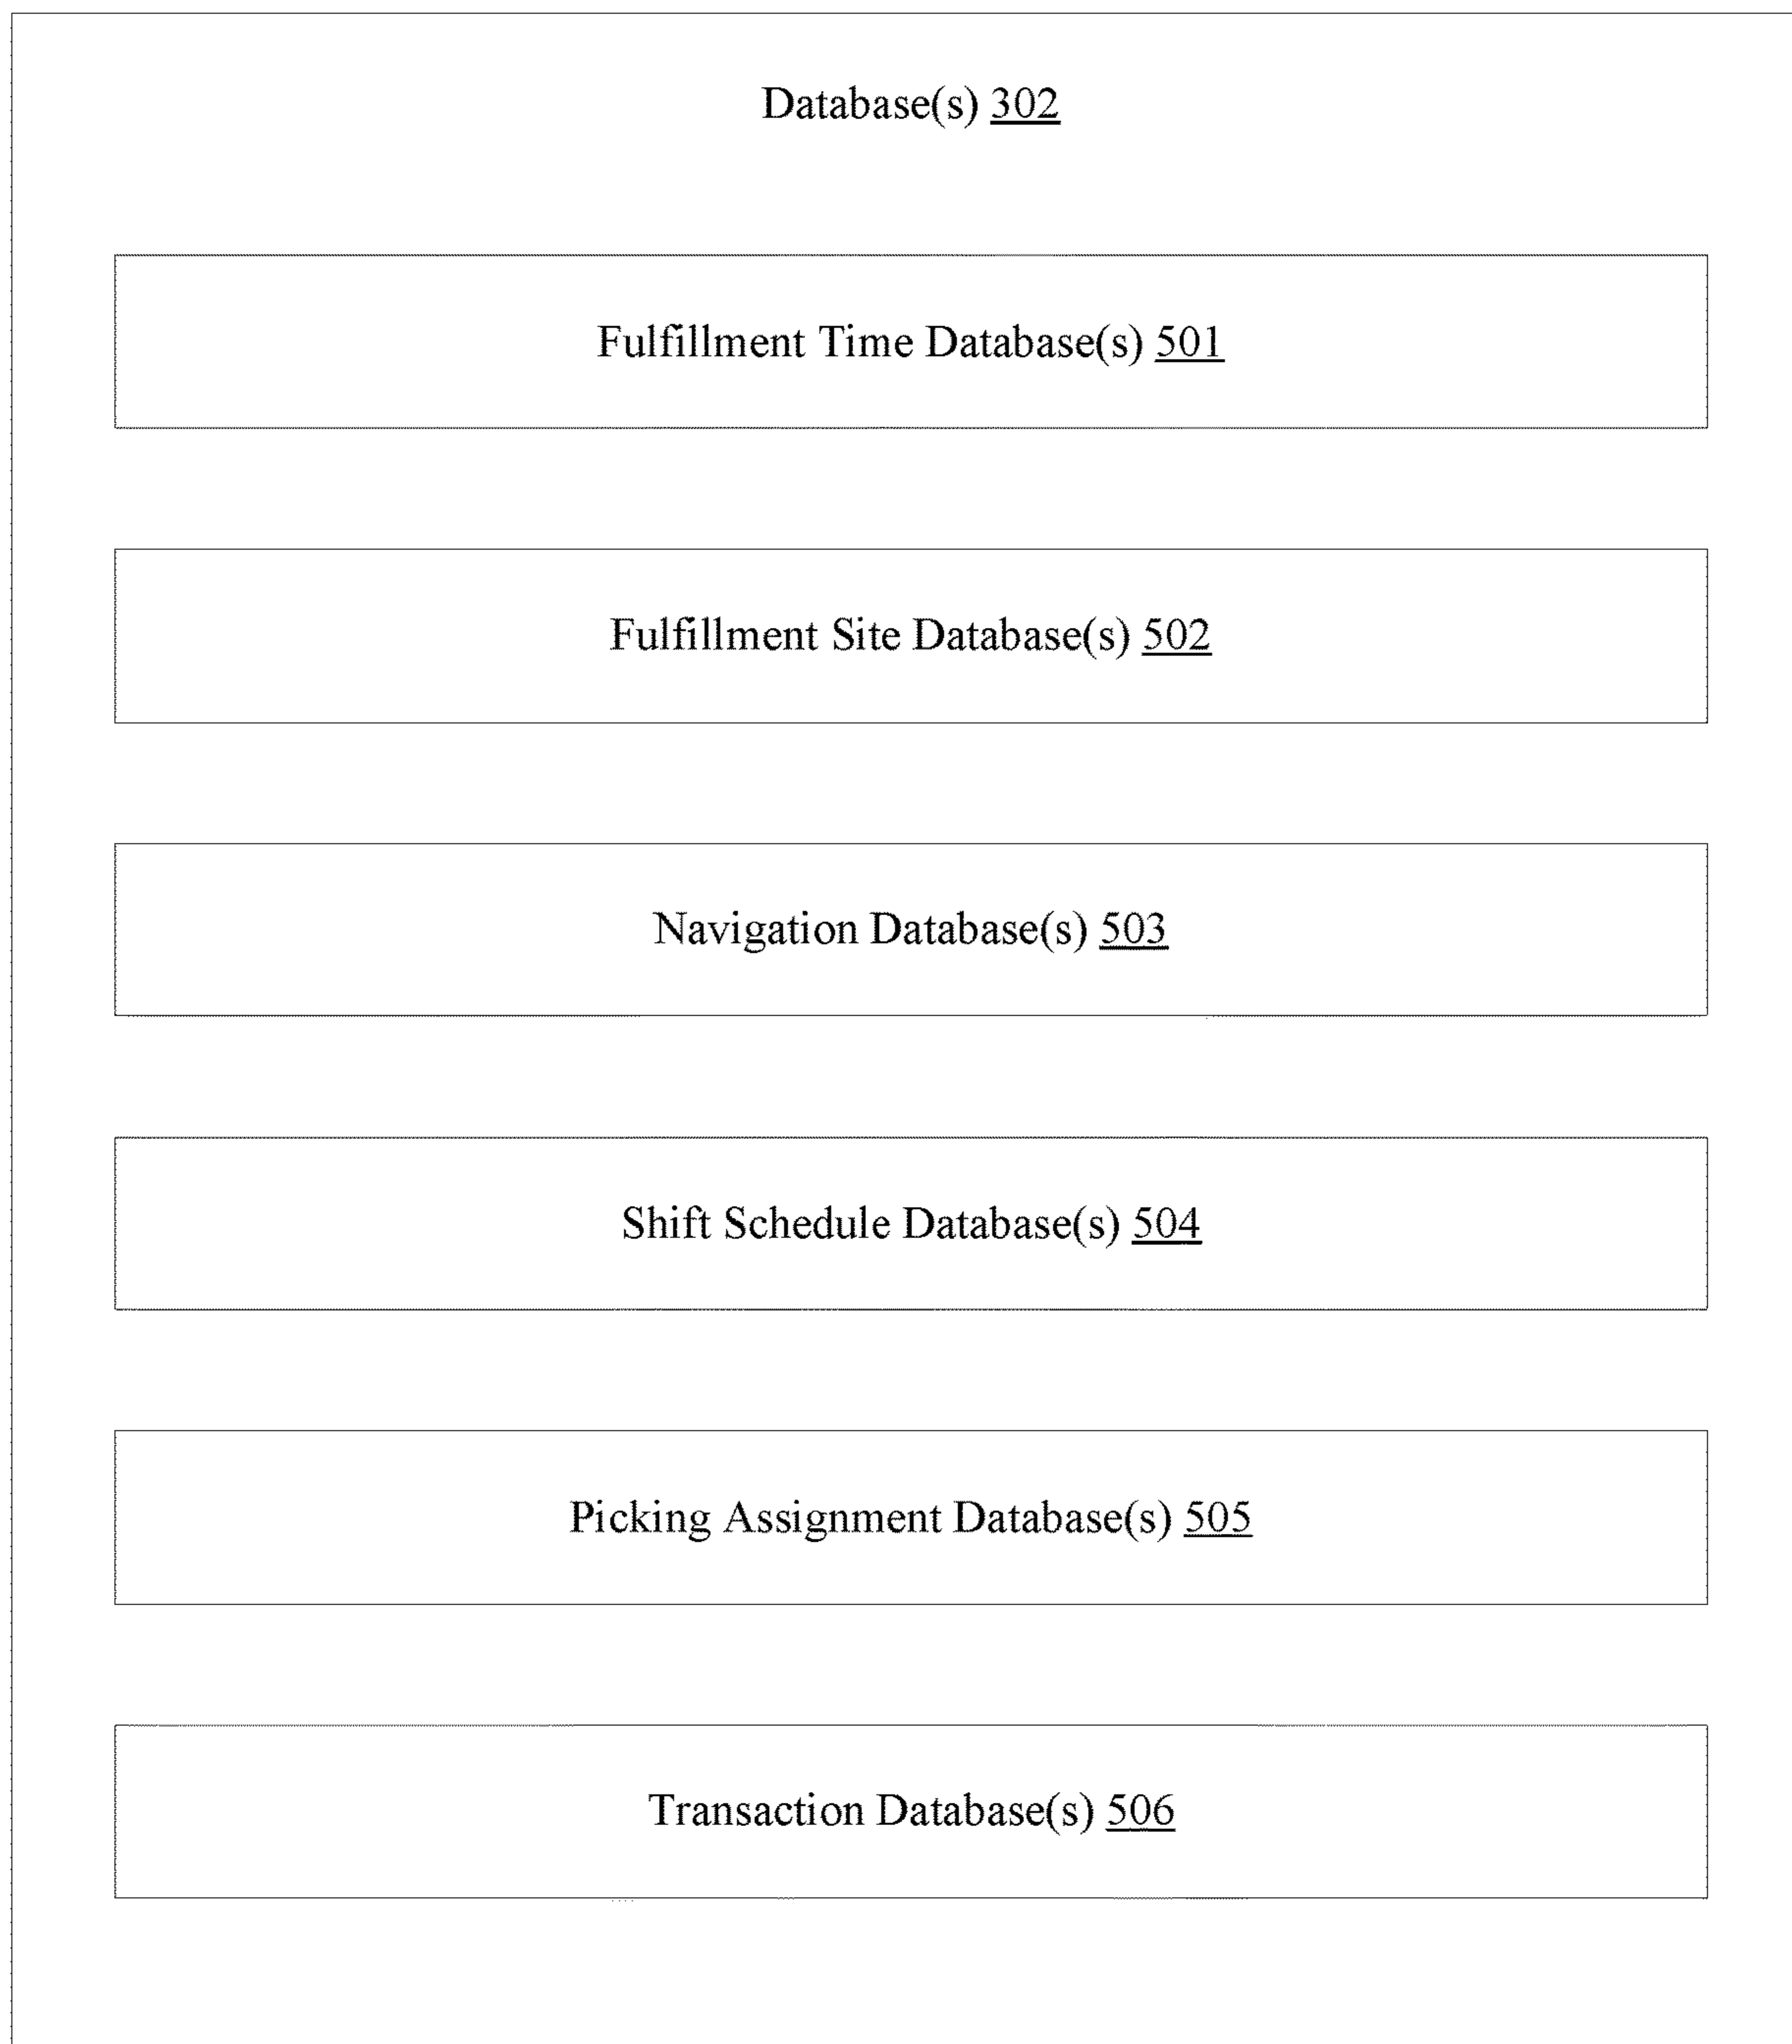 Database(s) 302
Fulfillment Time Database(s) 501
Fulfillment Site Database(s) 502
Navigation Database(s) 503
Shift Schedule Database(s) 504
Picking Assignment Database(s) 505
Transaction Database(s) 506